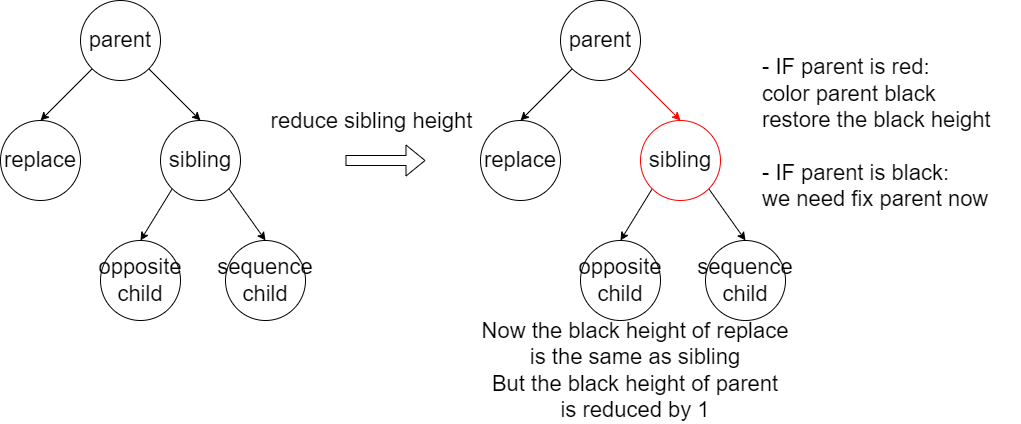 parent
replace
sibling
opposite
child
sequence
child
reduce sibling height
parent
replace
sibling
opposite
child
sequence
child
Now the black height of replace
is the same as sibling
But the black height of parent
is reduced by 1
- IF parent is red:
color parent black
restore the black height
- IF parent is black:
we need fix parent now